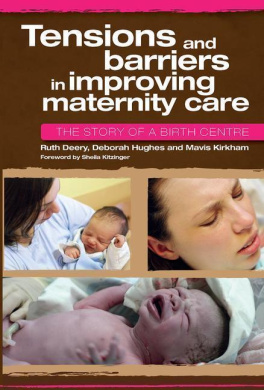 Tensions and
barriers
in improving
maternity care
THE STORY OF A BIRTH CENTRE
Ruth Deery, Deborah Hughes and Mavis Kirkham
Foreword by Sheila Kitzinger